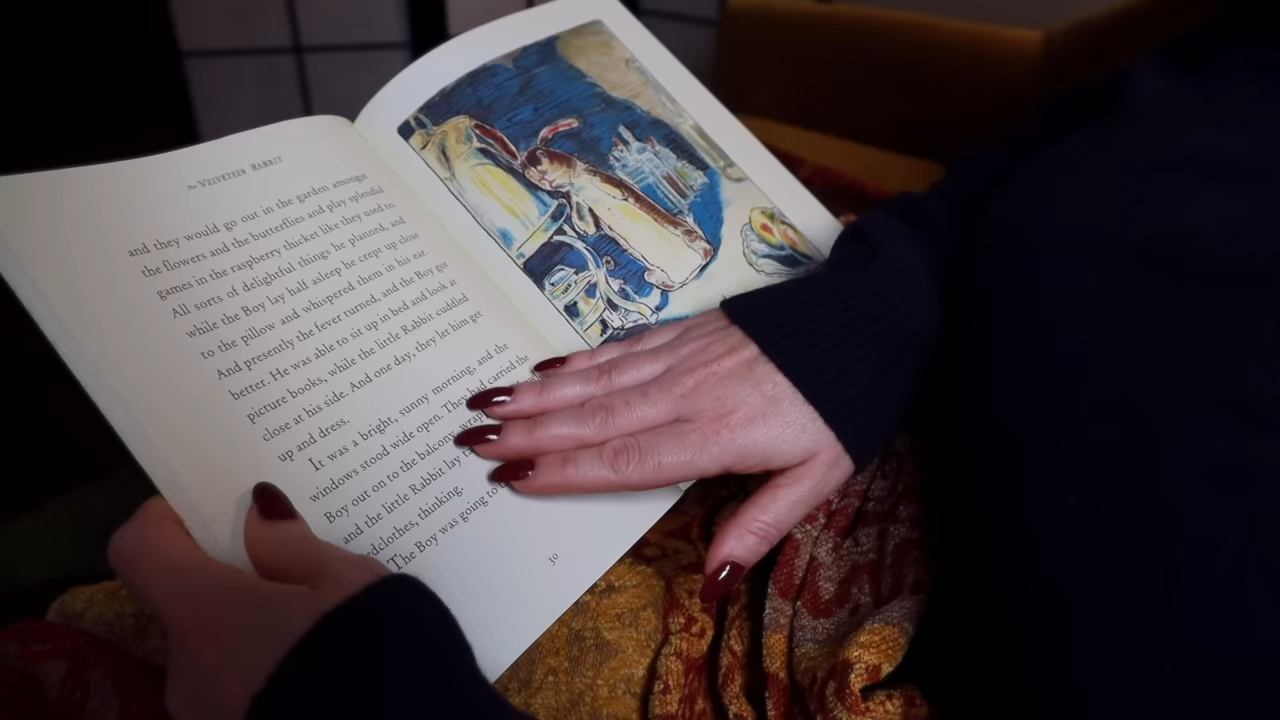 The VELVETEEN RABBIT
and they would go out in the garden amongst
the flowers and the butterflies and play splendid
games in the raspberry thicket like they used to.
All sorts of delightful things he planned, and
while the Boy lay half asleep he crept up close
to the pillow and whispered them in his ear.
And presently the fever turned, and the Boy got
better. He was able to sit up in bed and look at
picture books, while the little Rabbit cuddled
close at his side. And one day, they let him get
up and dress.
It was a bright, sunny morning, and the
windows stood wide open. They had carried the
Boy out on to the balcony, wrap
and the little Rabbit lay ta
edclothes, thinking.
The Boy was going to t
30